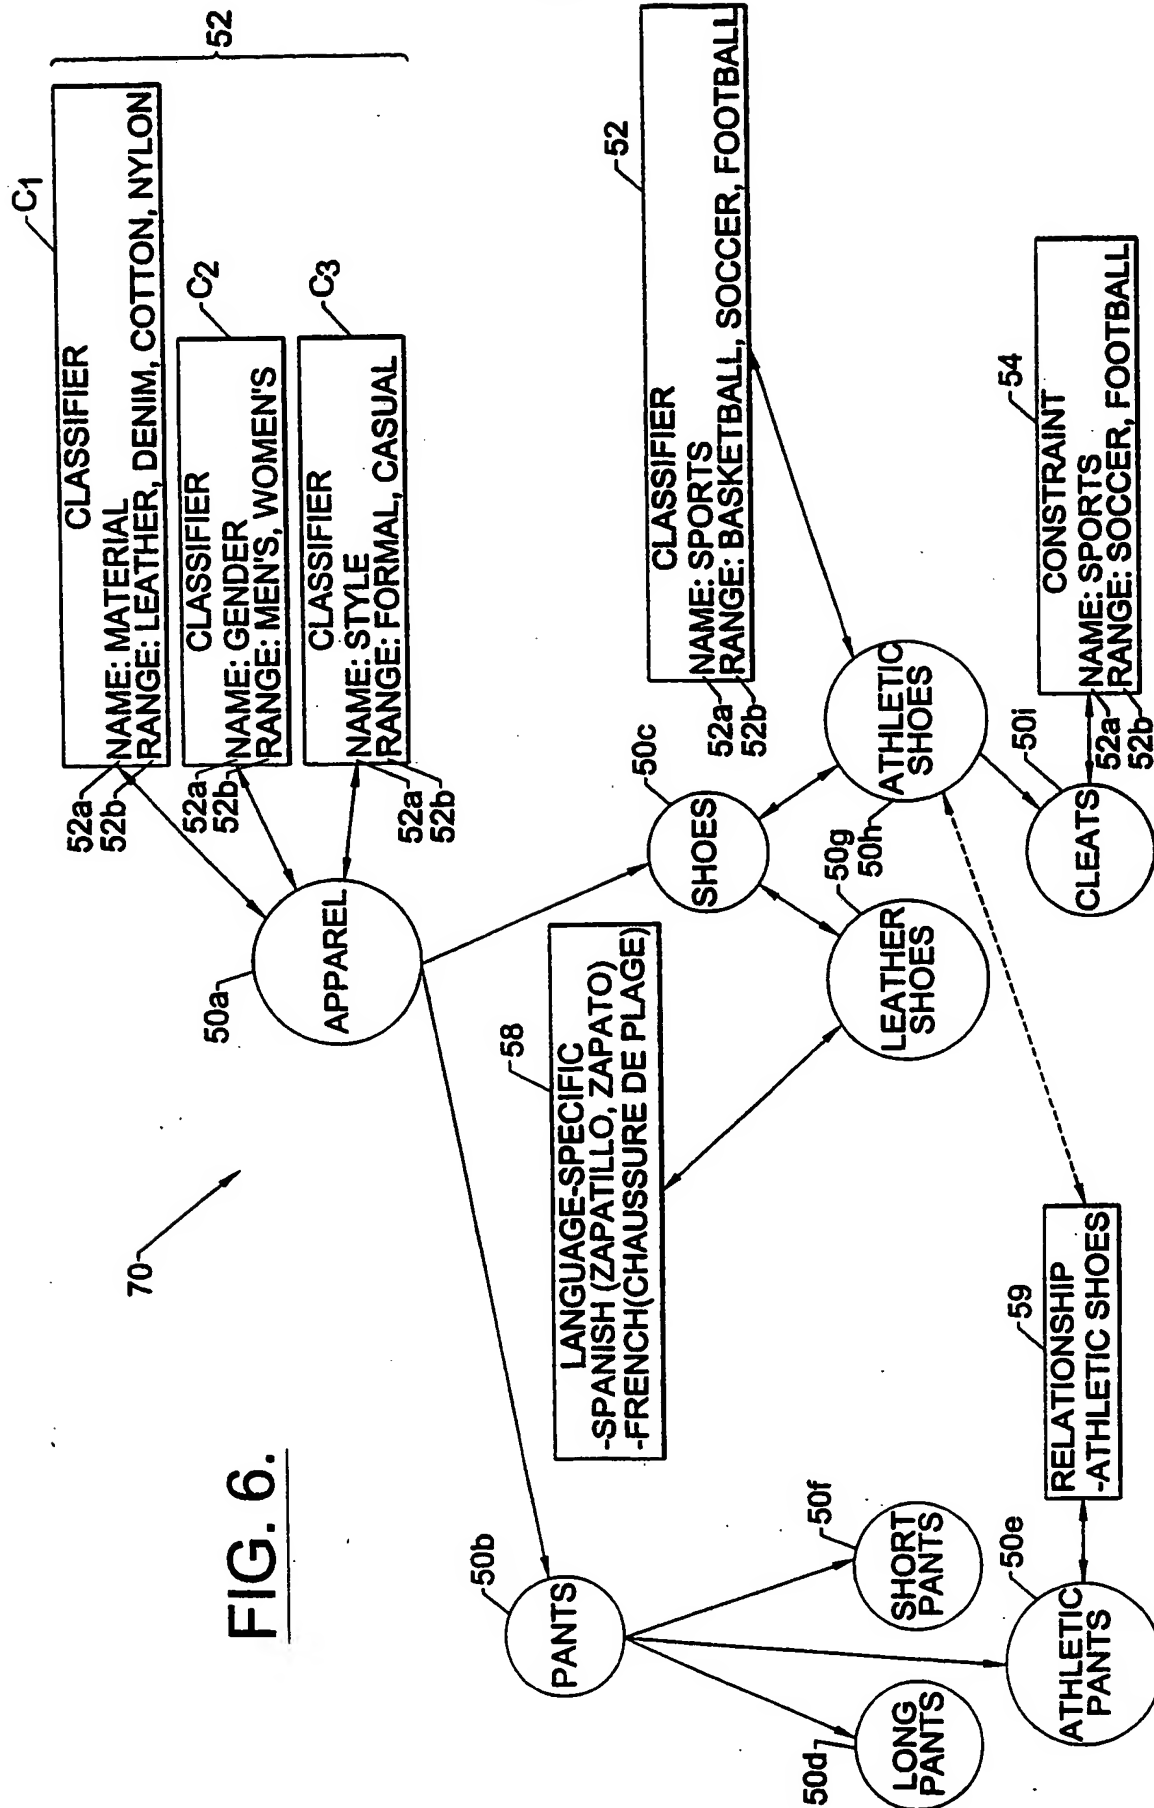 FIG. 6.
70
52
C1
CLASSIFIER
NAME: MATERIAL
RANGE: LEATHER, DENIM, COTTON, NYLON
52a
52b
C2
CLASSIFIER
NAME: GENDER
RANGE: MEN'S, WOMEN'S
52a
52b
C3
CLASSIFIER
NAME: STYLE
RANGE: FORMAL, CASUAL
52a
52b
50a
APPAREL
50b
PANTS
58
LANGUAGE-SPECIFIC
-SPANISH (ZAPATILLO, ZAPATO)
-FRENCH(CHAUSSURE DE PLAGE)
50c
SHOES
52
CLASSIFIER
NAME: SPORTS
RANGE: BASKETBALL, SOCCER, FOOTBALL
52a
52b
50d
LONG
PANTS
50f
SHORT
PANTS
50g
LEATHER
SHOES
50h
ATHLETIC
SHOES
50e
ATHLETIC
PANTS
59
RELATIONSHIP
-ATHLETIC SHOES
50i
CLEATS
54
CONSTRAINT
NAME: SPORTS
RANGE: SOCCER, FOOTBALL
52a
52b